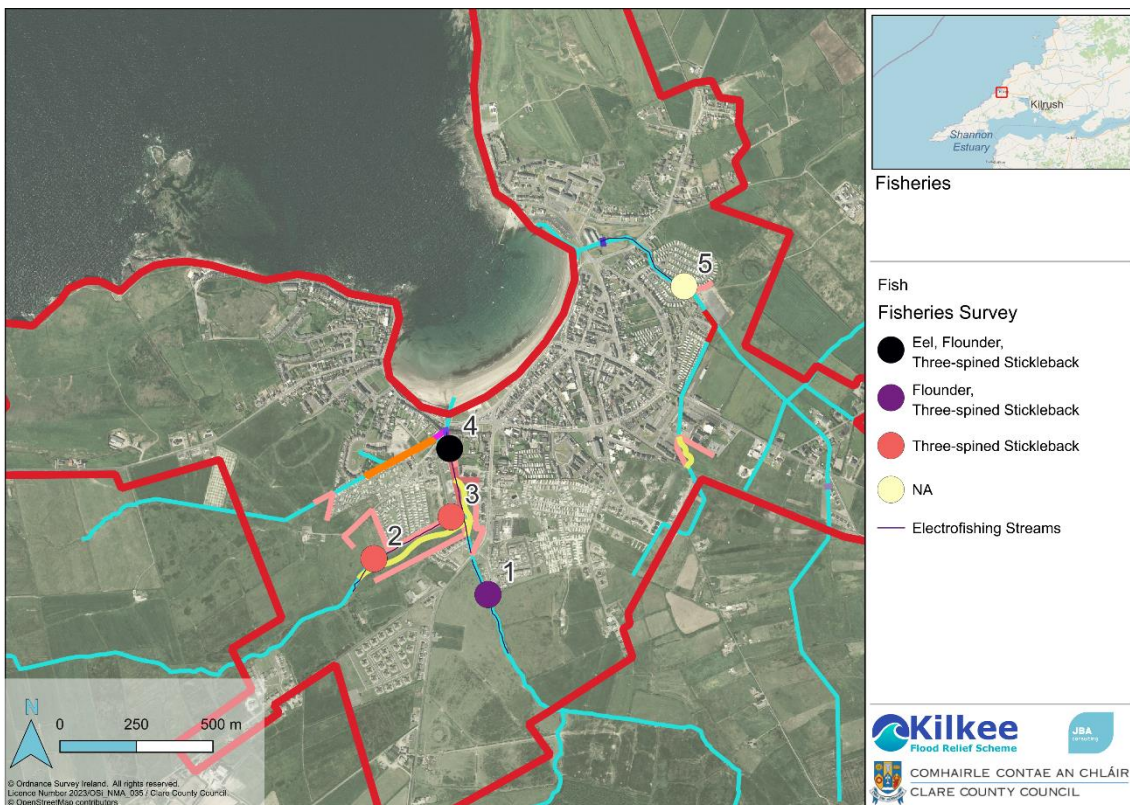 5
4
3
2
1
N
0 250 500 m
© Ordnance Survey Ireland. All rights reserved.
Licence Number 2023/OSi_NMA_035 / Clare County Council.
© OpenStreetMap contributors
Kilrush
Shannon
Estuary
Fisheries
Fish
Fisheries Survey
Eel, Flounder,
Three-spined Stickleback
Flounder,
Three-spined Stickleback
Three-spined Stickleback
NA
Electrofishing Streams
Kilkee
Flood Relief Scheme
JBA
consulting
COMHAIRLE CONTAE AN CHLÁIR
CLARE COUNTY COUNCIL